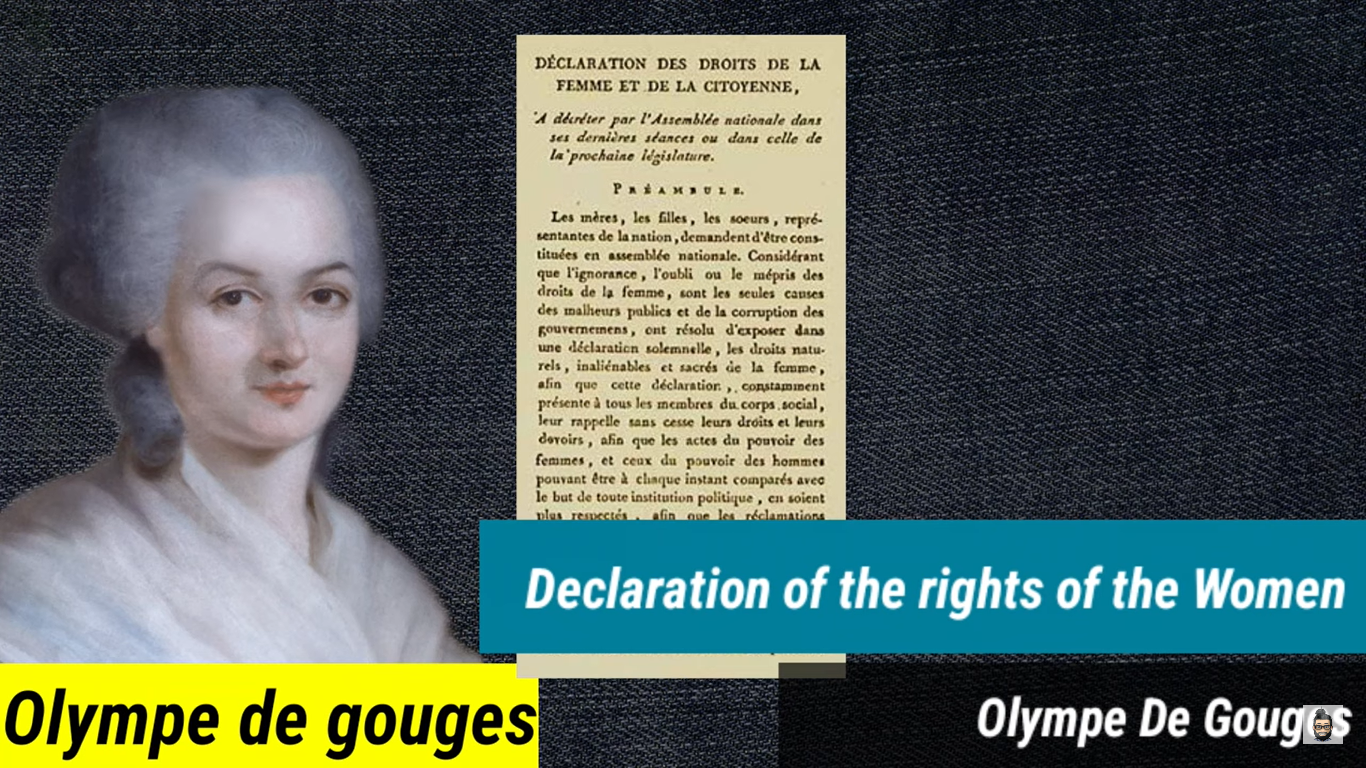 DÉCLARATION DES DROITS DE LA
FEMME ET DE LA CITOYENNE,
A décréter par l'Assemblée nationale dans
ses dernières séances ou dans celle de
la prochaine législature.
PRÉAMBULE.
Les mères, les filles, les soeurs, repré-
sentantes de la nation, demandent d'être cons-
tituées en assemblée nationale. Considérant
que l'ignorance, l'oubli ou le mépris des
droits de la femme, sont les seules causes
des malheurs publics et de la corruption des
gouvernemens, ont résolu d'exposer dans
une déclaration solemnelle, les droits natu-
rels, inaliénables et sacrés de la femme,
afin que cette déclaration, constamment
présente à tous les membres du corps social,
leur rappelle sans cesse leurs droits et leurs
devoirs, afin que les actes du pouvoir des
femmes, et ceux du pouvoir des hommes
pouvant être à chaque instant comparés avec
le but de toute institution politique, en soient
plus respectés, afin que les réclamations
Declaration of the rights of the Women
Olympe de gouges
Olympe De Gouges